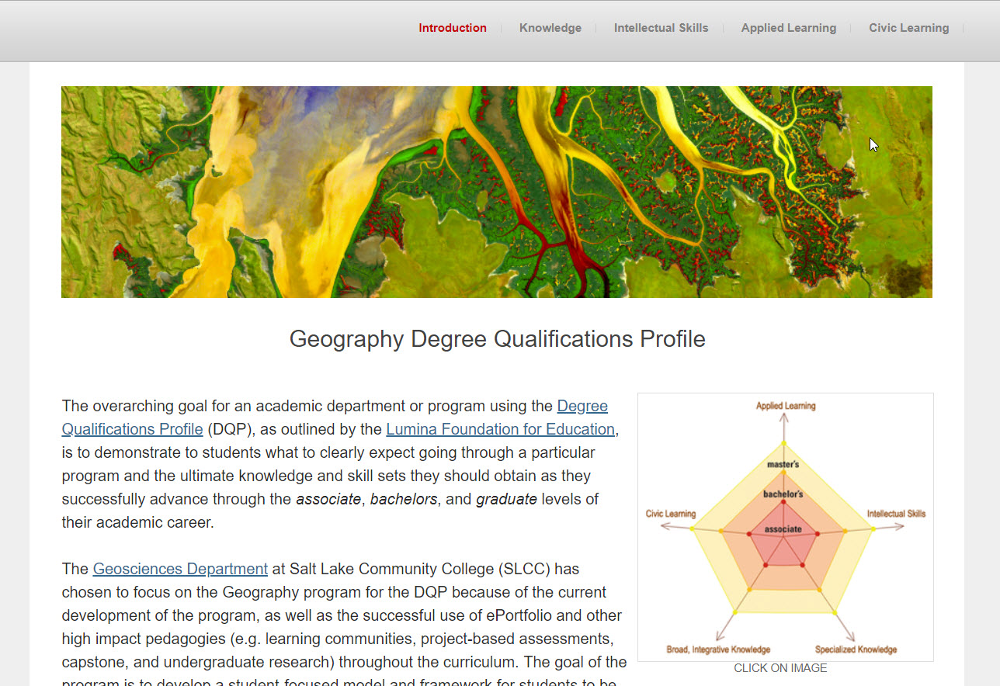 Introduction Knowledge Intellectual Skills Applied Learning Civic Learning
Geography Degree Qualifications Profile
The overarching goal for an academic department or program using the Degree
Qualifications Profile (DQP), as outlined by the Lumina Foundation for Education,
is to demonstrate to students what to clearly expect going through a particular
program and the ultimate knowledge and skill sets they should obtain as they
successfully advance through the associate, bachelors, and graduate levels of
their academic career.
The Geosciences Department at Salt Lake Community College (SLCC) has
chosen to focus on the Geography program for the DQP because of the current
development of the program, as well as the successful use of ePortfolio and other
high impact pedagogies (e.g. learning communities, project-based assessments,
capstone, and undergraduate research) throughout the curriculum. The goal of the
program is to develop a student-focused model and framework for students to be
Applied Learning
master's
bachelor's
Civic Learning
Intellectual Skills
associate
Broad, Integrative Knowledge
Specialized Knowledge
CLICK ON IMAGE